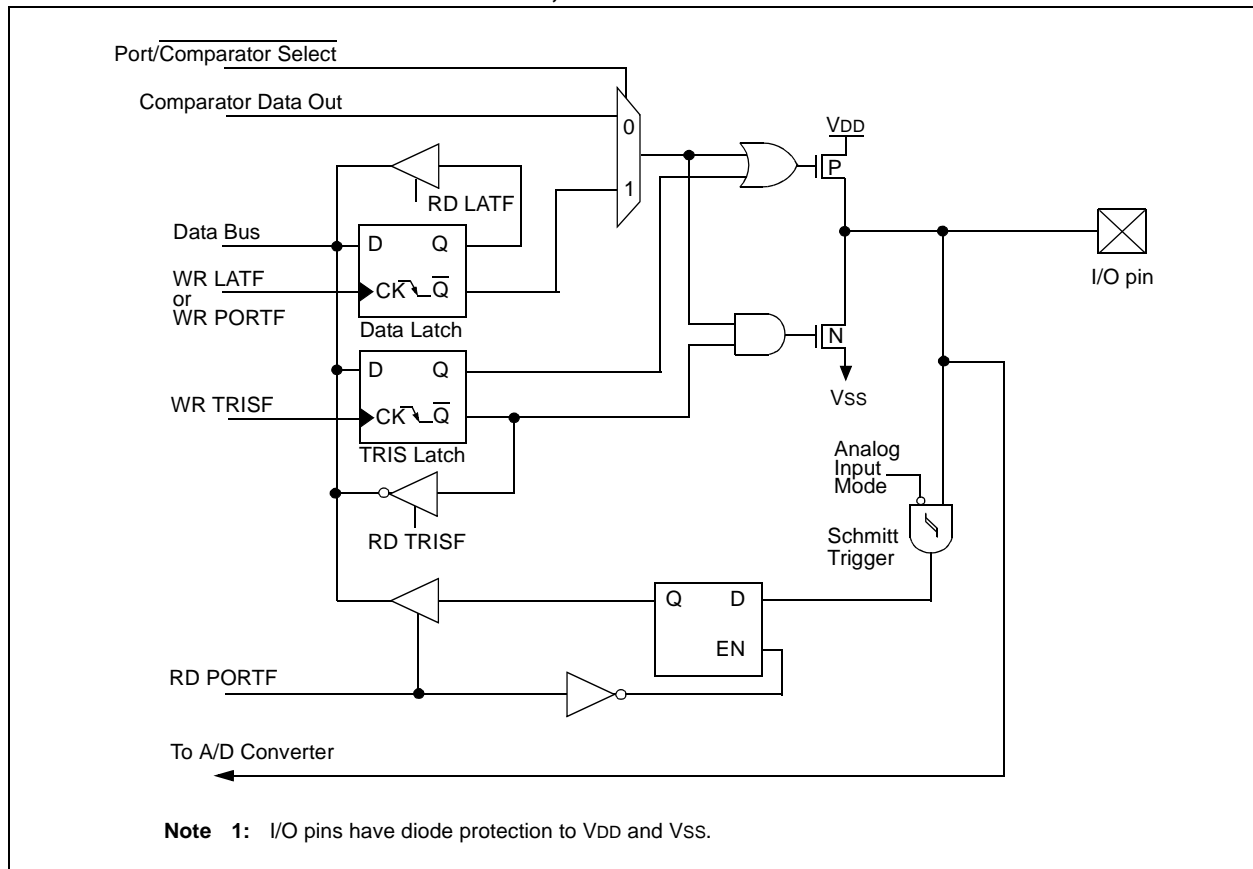 Port/Comparator Select
Comparator Data Out
0
1
VDD
P
RD LATF
Data Bus
D Q
WR LATF
or
WR PORTF
CK Q
Data Latch
I/O pin
N
VSS
D Q
WR TRISF
CK Q
TRIS Latch
RD TRISF
Analog
Input
Mode
Schmitt
Trigger
Q D
EN
RD PORTF
To A/D Converter
Note 1: I/O pins have diode protection to VDD and VSS.